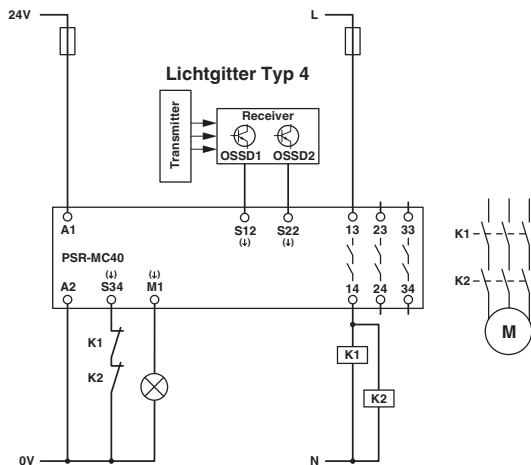 24V
L
Lichtgitter Typ 4
Transmitter
Receiver
OSSD1 OSSD2
A1 S12 S22 13 23 33
(↓) (↓)
PSR-MC40
(↓) (↓)
A2 S34 M1 14 24 34
K1
K2
K1
K2
K1
K2
M
0V
N